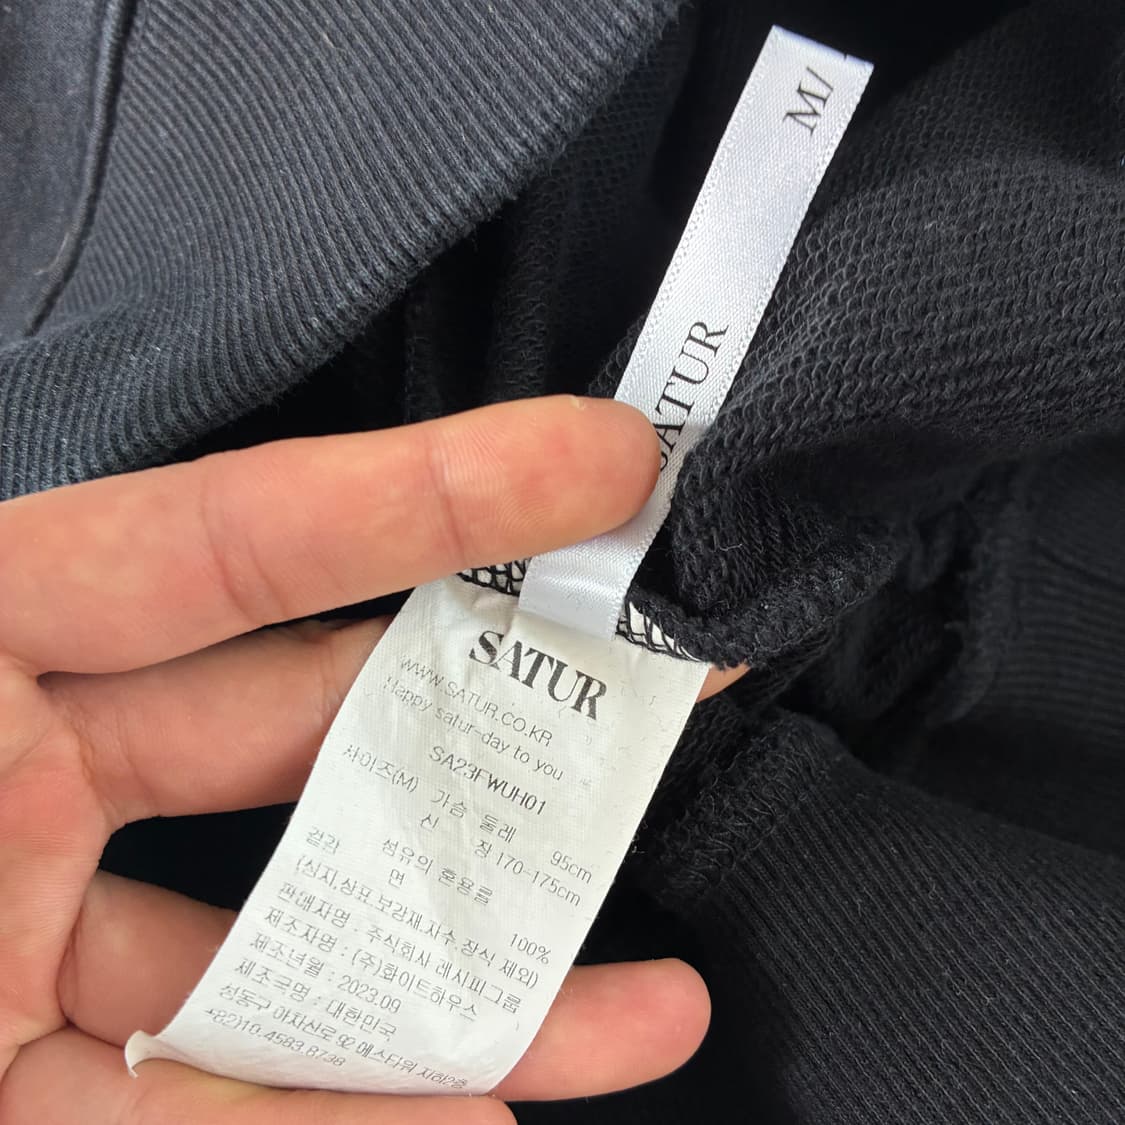 M/
SATUR
SATUR
WWW.SATUR.CO.KR
Happy satur-day to you
SA23FWUH01
사이즈(M) 가슴 둘레 95cm
신 장 170-175cm
겉감 섬유의 혼용률
면 100%
(심지,상표,보강재,자수,장식 제외)
판매자명 : 주식회사 레시피그룹
제조자명 : (주)화이트하우스
제조년월 : 2023.09
제조국명 : 대한민국
성동구 아차산로 92 에스타워 지하2층
+82)10.4583.8738